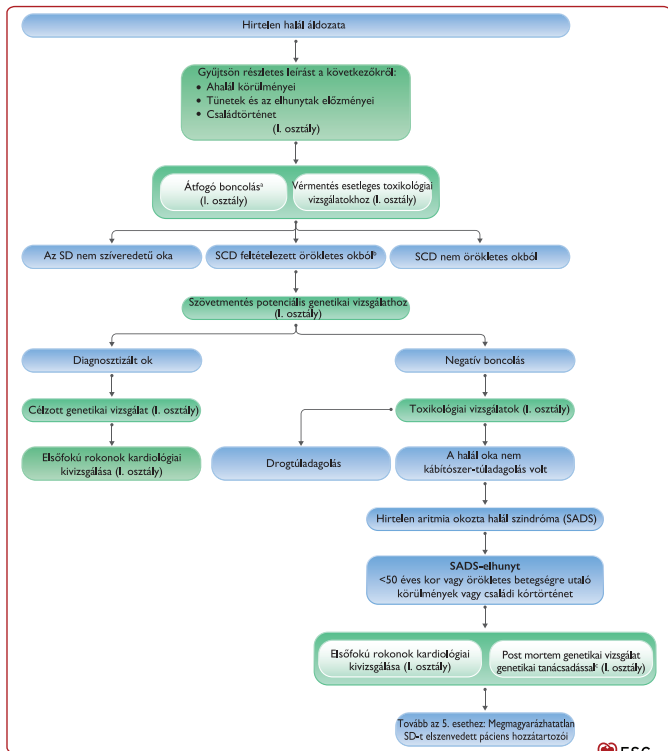 Hirtelen halál áldozata
Gyűjtsön részletes leírást a következőkről:
• Ahalál körülményei
• Tünetek és az elhunytak előzményei
• Családtörténet
(I. osztály)
Átfogó boncolásᵃ
(I. osztály)
Vérmentés esetleges toxikológiai
vizsgálatokhoz (I. osztály)
Az SD nem szíveredetű oka
SCD feltételezett örökletes okbólᵇ
SCD nem örökletes okból
Szövetmentés potenciális genetikai vizsgálathoz
(I. osztály)
Diagnosztizált ok
Negatív boncolás
Célzott genetikai vizsgálat (I. osztály)
Toxikológiai vizsgálatok (I. osztály)
Elsőfokú rokonok kardiológiai
kivizsgálása (I. osztály)
Drogtúladagolás
A halál oka nem
kábítószer-túladagolás volt
Hirtelen aritmia okozta halál szindróma (SADS)
SADS-elhunyt
<50 éves kor vagy örökletes betegségre utaló
körülmények vagy családi kórtörténet
Elsőfokú rokonok kardiológiai
kivizsgálása (I. osztály)
Post mortem genetikai vizsgálat
genetikai tanácsadássalᶜ (I. osztály)
Tovább az 5. esethez: Megmagyarázhatatlan
SD-t elszenvedett páciens hozzátartozói
ESC